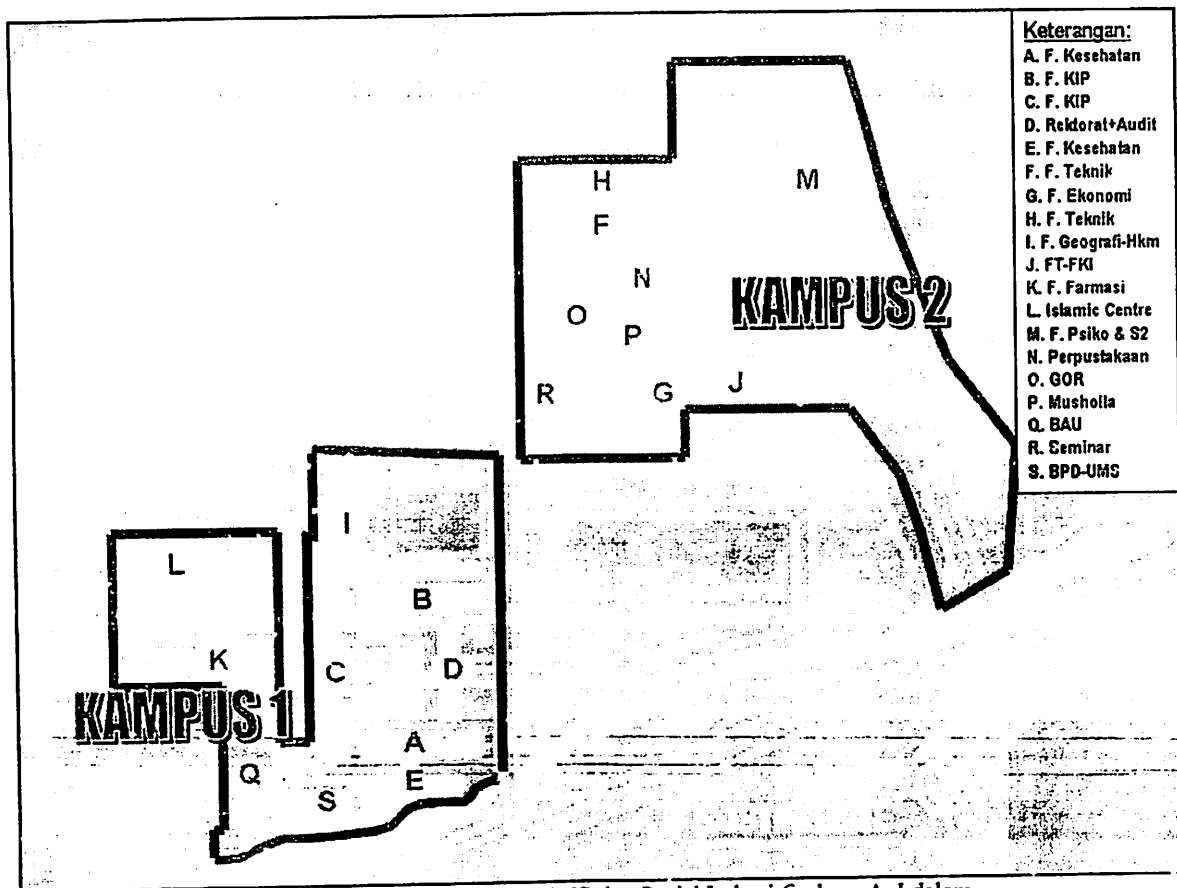 Keterangan:
A. F. Kesehatan
B. F. KIP
C. F. KIP
D. Rektorat+Audit
E. F. Kesehatan
F. F. Teknik
G. F. Ekonomi
H. F. Teknik
I. F. Geografi-Hkm
J. FT-FKI
K. F. Farmasi
L. Islamic Centre
M. F. Psiko & S2
N. Perpustakaan
O. GOR
P. Musholla
Q. BAU
R. Seminar
S. BPD-UMS
H
M
F
N
KAMPUS 2
O
P
R
G
J
I
L
B
K
C
D
KAMPUS 1
A
Q
E
S